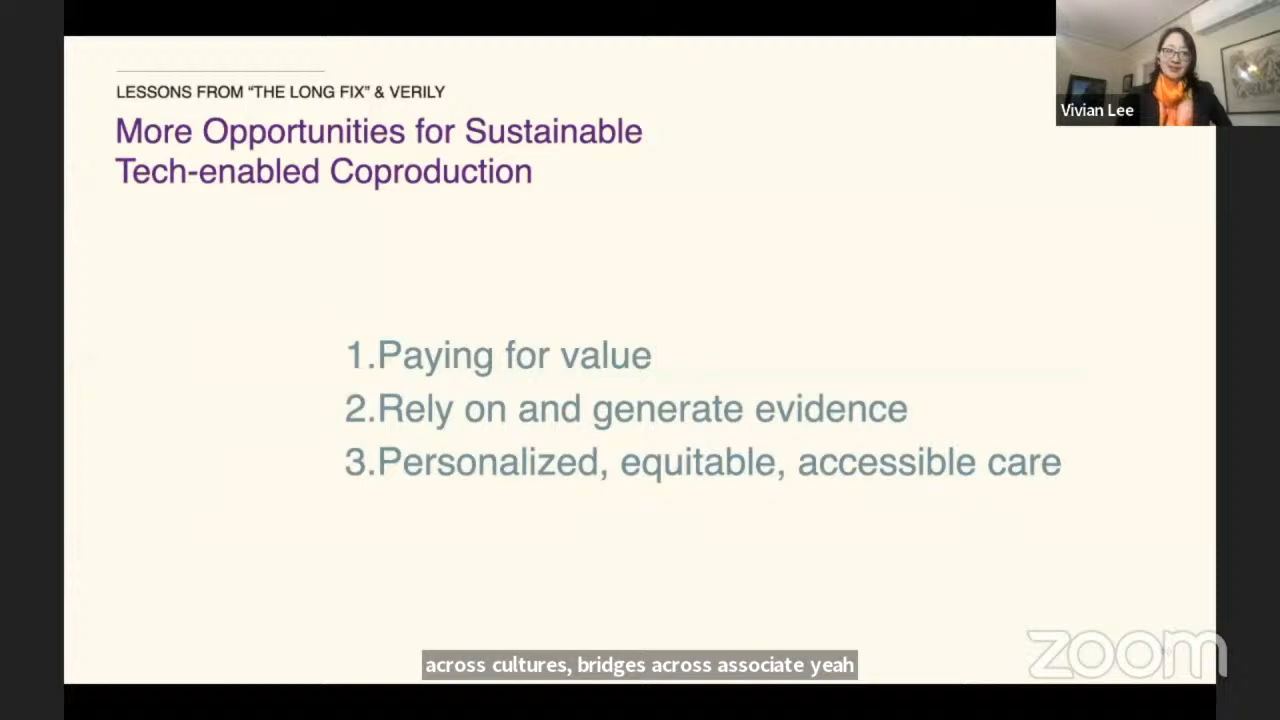 LESSONS FROM “THE LONG FIX” & VERILY
More Opportunities for Sustainable
Tech-enabled Coproduction
Vivian Lee
1.Paying for value
2.Rely on and generate evidence
3.Personalized, equitable, accessible care
across cultures, bridges across associate yeah
zoom